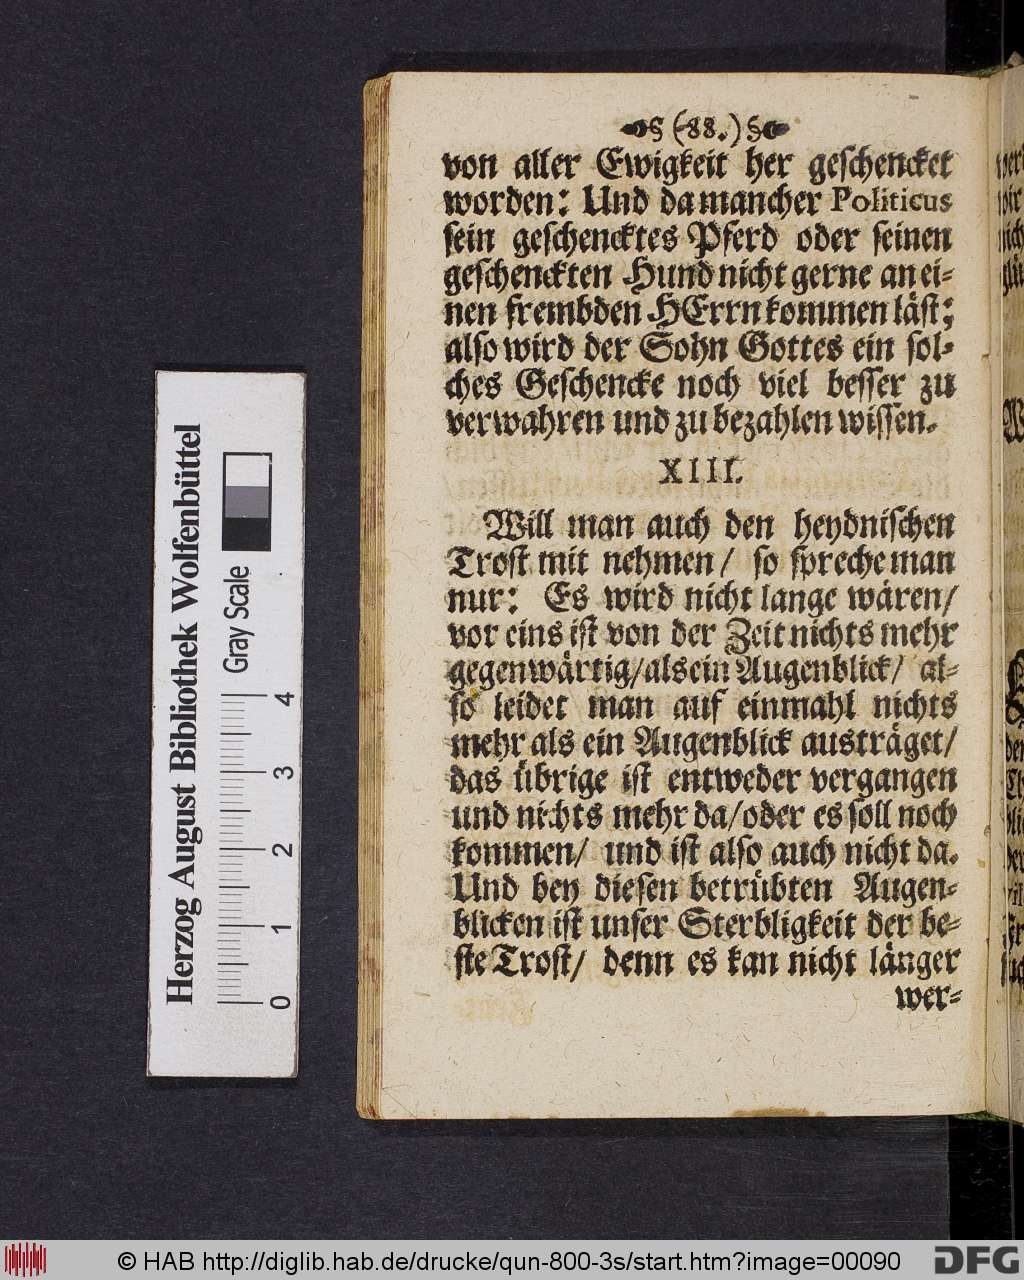 § (88.) §
von aller Ewigkeit her geschencket
worden: Und da mancher Politicus
sein geschencktes Pferd oder seinen
geschenckten Hund nicht gerne an ei-
nen frembden HErrn kommen läst;
also wird der Sohn Gottes ein sol-
ches Geschencke noch viel besser zu
verwahren und zu bezahlen wissen.
XIII.
Will man auch den heydnischen
Trost mit nehmen/ so spreche man
nur: Es wird nicht lange wären/
vor eins ist von der Zeit nichts mehr
gegenwärtig/als ein Augenblick/ al-
so leidet man auf einmahl nichts
mehr als ein Augenblick austräget/
das übrige ist entweder vergangen
und nichts mehr da/oder es soll noch
kommen/ und ist also auch nicht da.
Und bey diesen betrübten Augen-
blicken ist unser Sterbligkeit der be-
ste Trost/ denn es kan nicht länger
wer-
Herzog August Bibliothek Wolfenbüttel
Gray Scale
0 1 2 3 4
© HAB http://diglib.hab.de/drucke/qun-800-3s/start.htm?image=00090
DFG